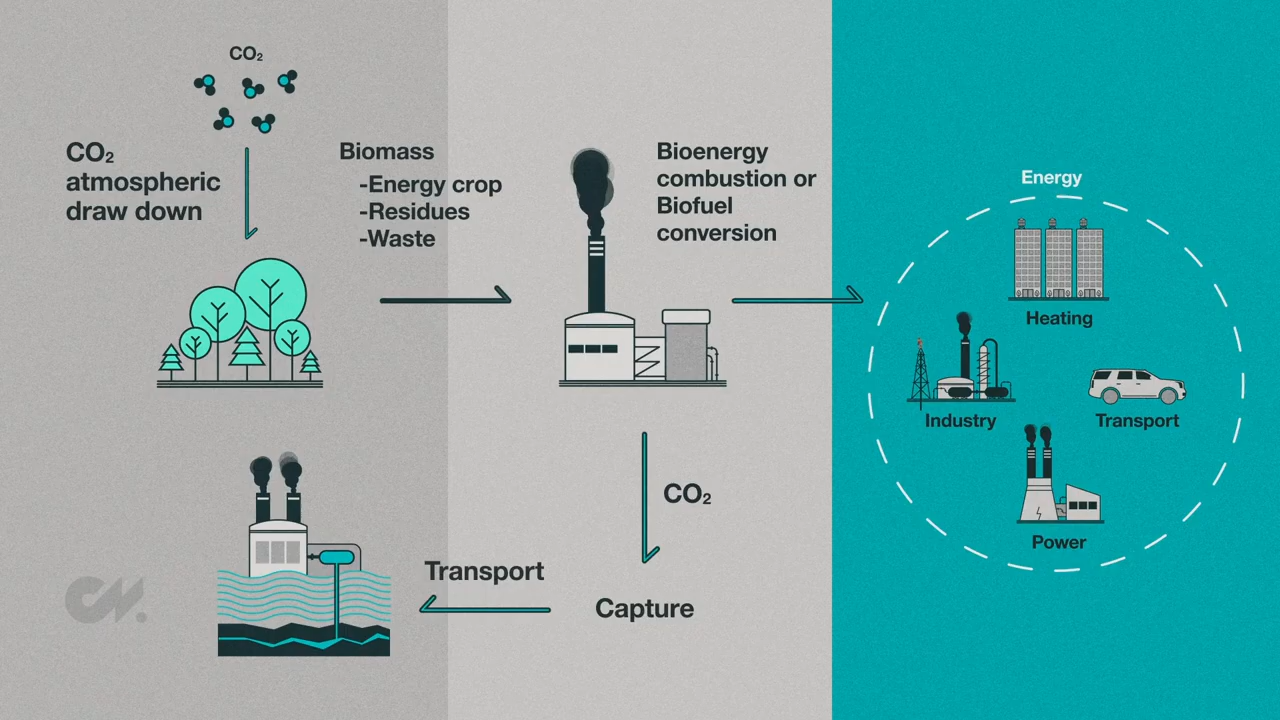 CO₂
CO₂
atmospheric
draw down
Biomass
-Energy crop
-Residues
-Waste
Bioenergy
combustion or
Biofuel
conversion
Energy
Heating
Industry
Transport
Power
CO₂
Capture
Transport
CM.